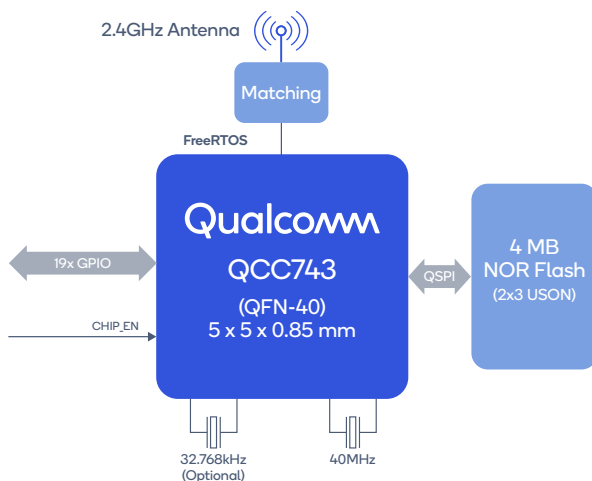 2.4GHz Antenna
Matching
FreeRTOS
Qualcomm
QCC743
(QFN-40)
5 x 5 x 0.85 mm
19x GPIO
CHIP_EN
QSPI
4 MB
NOR Flash
(2x3 USON)
32.768kHz
(Optional)
40MHz